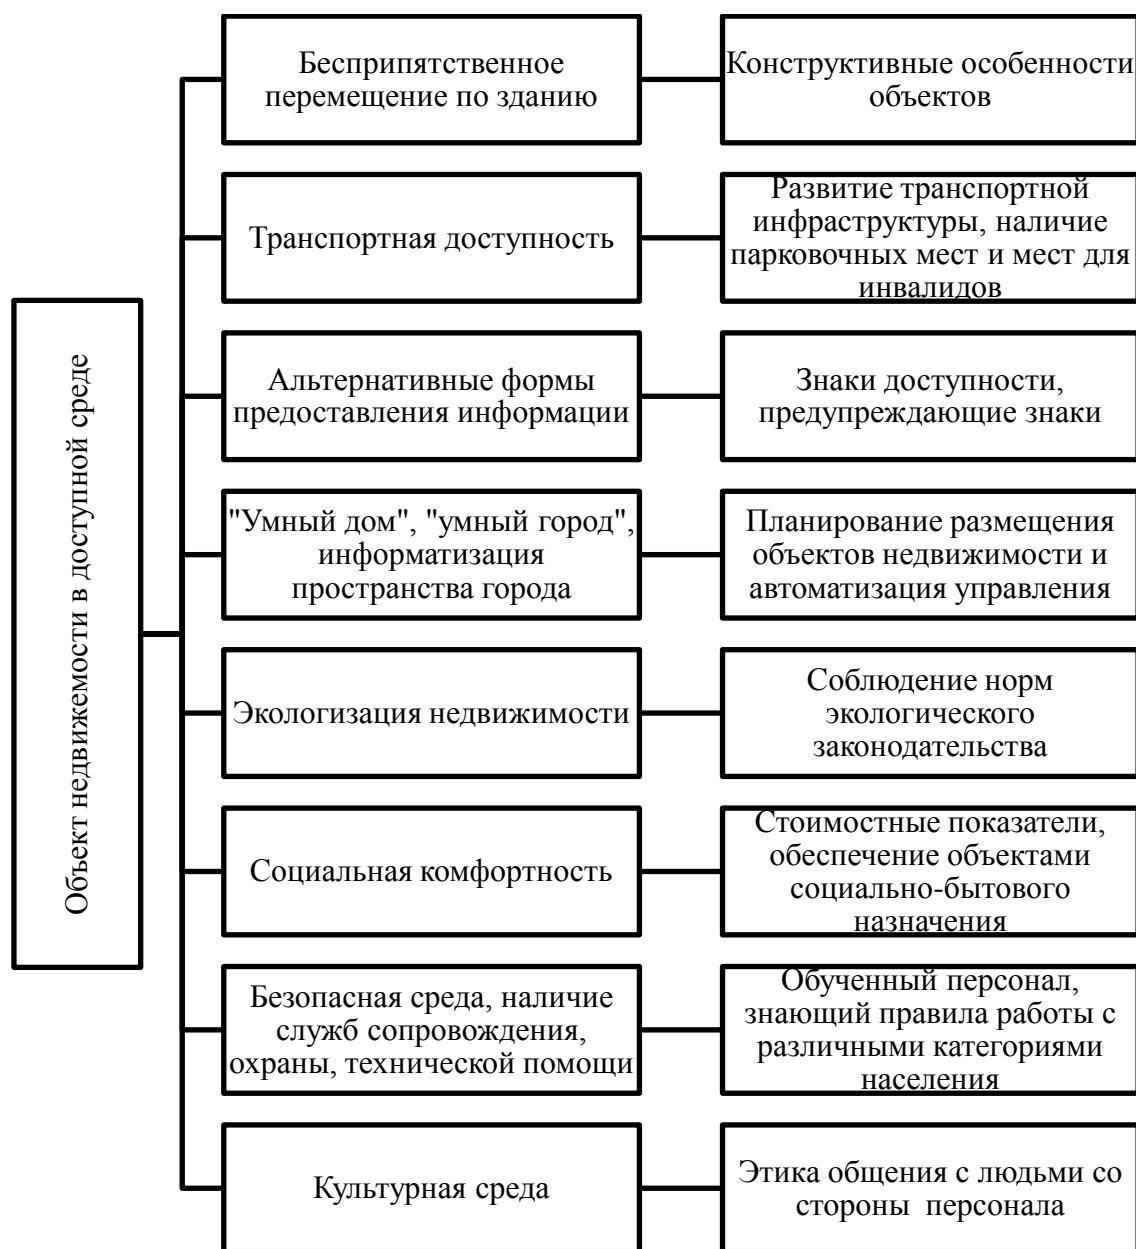 Объект недвижемости в доступной среде
Бесприпятственное
перемещение по зданию
Конструктивные особенности
объектов
Транспортная доступность
Развитие транспортной
инфраструктуры, наличие
парковочных мест и мест для
инвалидов
Альтернативные формы
предоставления информации
Знаки доступности,
предупреждающие знаки
"Умный дом", "умный город",
информатизация
пространства города
Планирование размещения
объектов недвижимости и
автоматизация управления
Экологизация недвижимости
Соблюдение норм
экологического
законодательства
Социальная комфортность
Стоимостные показатели,
обеспечение объектами
социально-бытового
назначения
Безопасная среда, наличие
служб сопровождения,
охраны, технической помощи
Обученный персонал,
знающий правила работы с
различными категориями
населения
Культурная среда
Этика общения с людьми со
стороны персонала